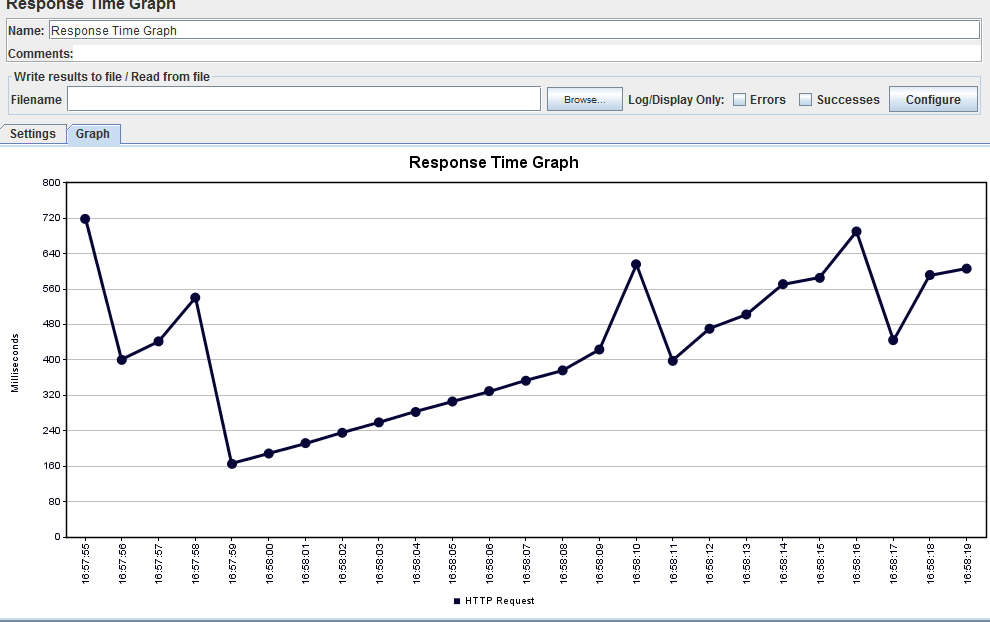 Response Time Graph
Name: Response Time Graph
Comments:
Write results to file / Read from file
Filename Browse... Log/Display Only: Errors Successes Configure
Settings Graph
Response Time Graph
800
720
640
560
480
400
320
240
160
80
0
Milliseconds
16:57:55 16:57:56 16:57:57 16:57:58 16:57:59 16:58:00 16:58:01 16:58:02 16:58:03 16:58:04 16:58:05 16:58:06 16:58:07 16:58:08 16:58:09 16:58:10 16:58:11 16:58:12 16:58:13 16:58:14 16:58:15 16:58:16 16:58:17 16:58:18 16:58:19
HTTP Request